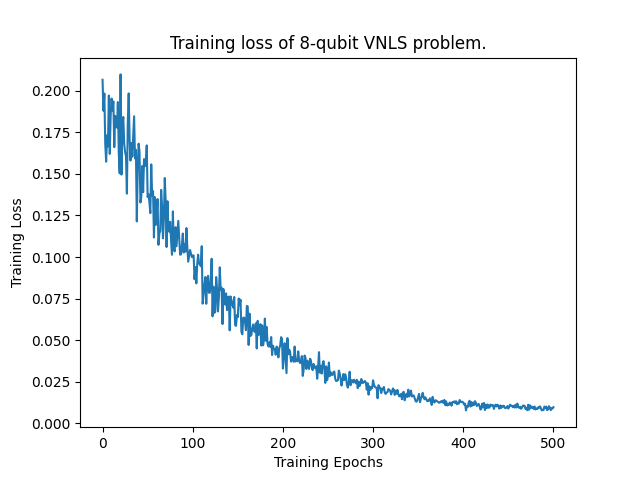 Training loss of 8-qubit VNLS problem.
0.200
0.175
0.150
0.125
0.100
0.075
0.050
0.025
0.000
Training Loss
0 100 200 300 400 500
Training Epochs